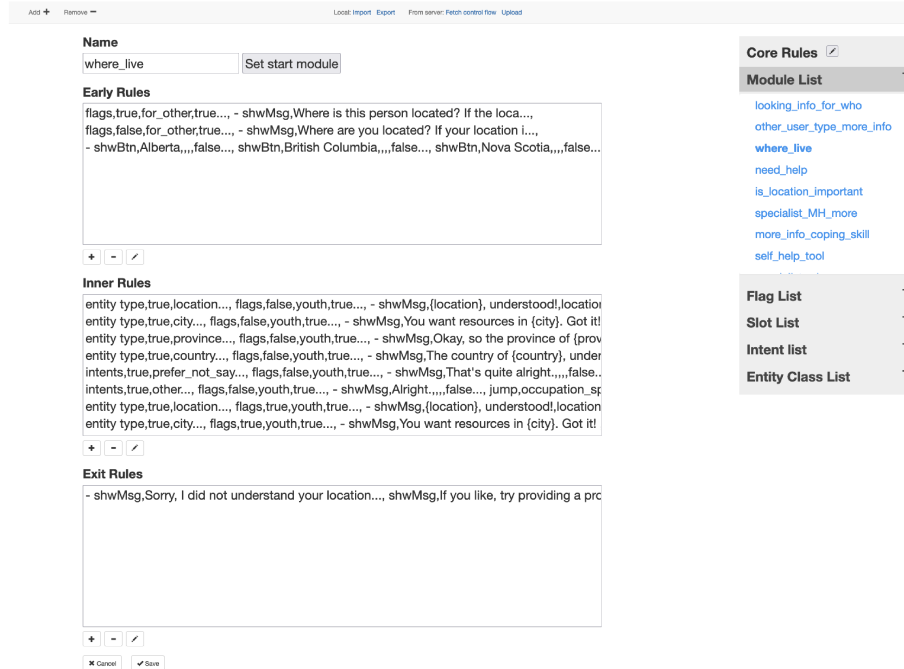 Add + Remove − Local: Import Export From server: Fetch control flow Upload
Name
where_live Set start module
Early Rules
flags,true,for_other,true..., - shwMsg,Where is this person located? If the loca...,
flags,false,for_other,true..., - shwMsg,Where are you located? If your location i...,
- shwBtn,Alberta,,,,false..., shwBtn,British Columbia,,,,false..., shwBtn,Nova Scotia,,,,false...
Inner Rules
entity type,true,location..., flags,false,youth,true..., - shwMsg,{location}, understood!,location
entity type,true,city..., flags,false,youth,true..., - shwMsg,You want resources in {city}. Got it!
entity type,true,province..., flags,false,youth,true..., - shwMsg,Okay, so the province of {prov
entity type,true,country..., flags,false,youth,true..., - shwMsg,The country of {country}, under
intents,true,prefer_not_say..., flags,false,youth,true..., - shwMsg,That's quite alright.,,,,false..
intents,true,other..., flags,false,youth,true..., - shwMsg,Alright.,,,,false..., jump,occupation_sp
entity type,true,location..., flags,true,youth,true..., - shwMsg,{location}, understood!,location
entity type,true,city..., flags,true,youth,true..., - shwMsg,You want resources in {city}. Got it!
Exit Rules
- shwMsg,Sorry, I did not understand your location..., shwMsg,If you like, try providing a pro
Cancel Save
Core Rules
Module List
looking_info_for_who
other_user_type_more_info
where_live
need_help
is_location_important
specialist_MH_more
more_info_coping_skill
self_help_tool
Flag List
Slot List
Intent list
Entity Class List